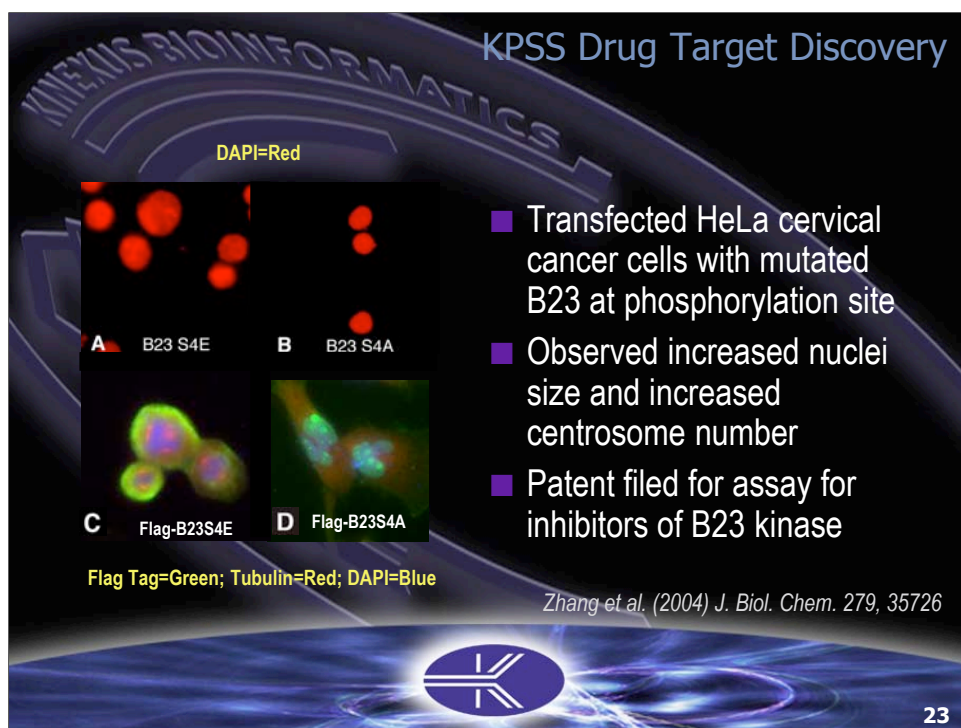 KINEXUS BIOINFORMATICS
KPSS Drug Target Discovery
DAPI=Red
A B23 S4E
B B23 S4A
C Flag-B23S4E
D Flag-B23S4A
Flag Tag=Green; Tubulin=Red; DAPI=Blue
■ Transfected HeLa cervical
cancer cells with mutated
B23 at phosphorylation site
■ Observed increased nuclei
size and increased
centrosome number
■ Patent filed for assay for
inhibitors of B23 kinase
Zhang et al. (2004) J. Biol. Chem. 279, 35726
23